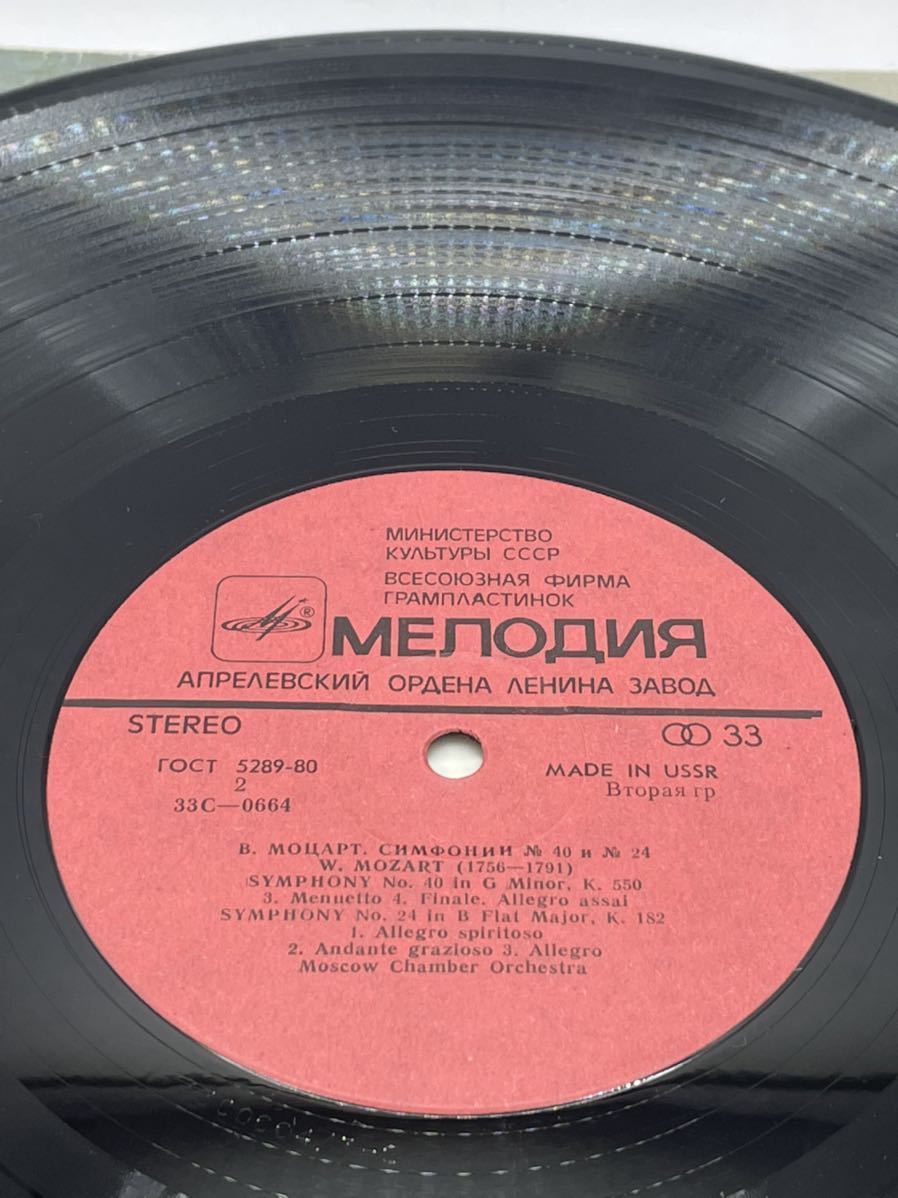 МИНИСТЕРСТВО
КУЛЬТУРЫ СССР
ВСЕСОЮЗНАЯ ФИРМА
ГРАМПЛАСТИНОК
®
МЕЛОДИЯ
АПРЕЛЕВСКИЙ ОРДЕНА ЛЕНИНА ЗАВОД
STEREO
33
ГОСТ 5289-80
MADE IN USSR
2
Вторая гр
33С—0664
В. МОЦАРТ. СИМФОНИИ № 40 и № 24
W. MOZART (1756—1791)
SYMPHONY No. 40 in G Minor, K. 550
3. Menuetto 4. Finale. Allegro assai
SYMPHONY No. 24 in B Flat Major, K. 182
1. Allegro spiritoso
2. Andante grazioso 3. Allegro
Moscow Chamber Orchestra